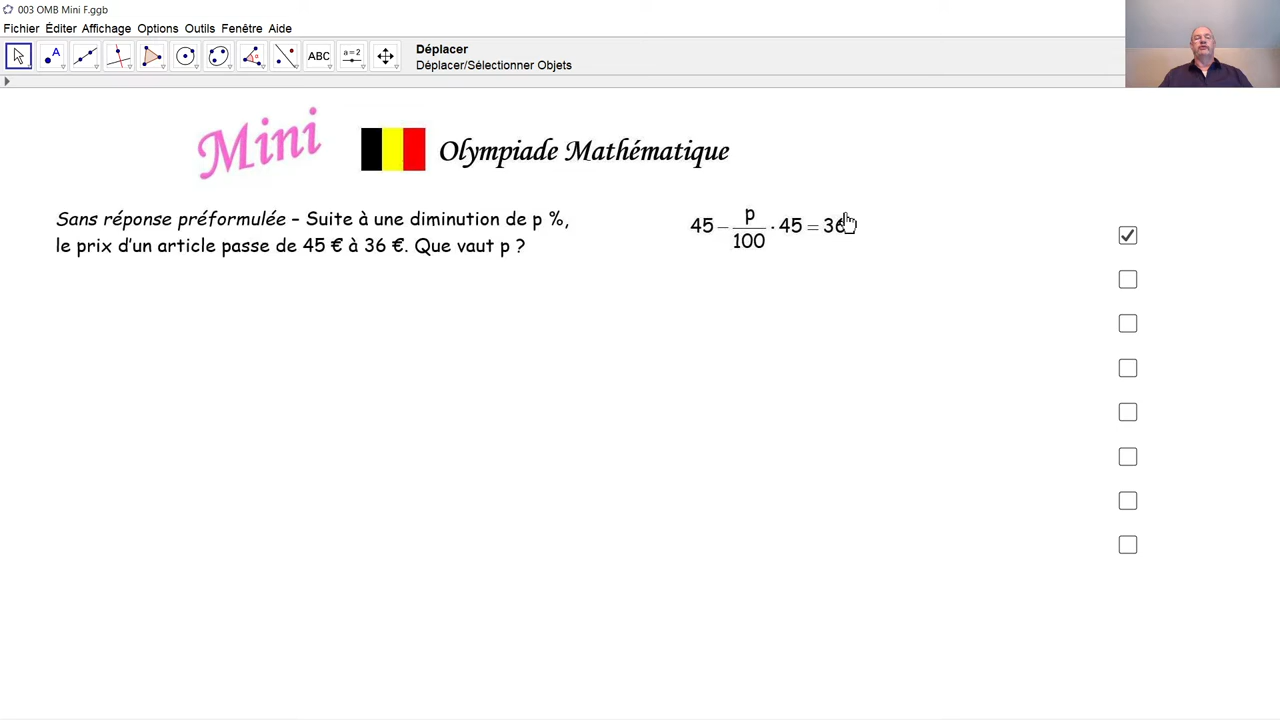 003 OMB Mini F.ggb
Fichier Éditer Affichage Options Outils Fenêtre Aide
A ABC a=2
Déplacer
Déplacer/Sélectionner Objets
Mini
Olympiade Mathématique
Sans réponse préformulée – Suite à une diminution de p %,
le prix d'un article passe de 45 € à 36 €. Que vaut p ?
45 – p/100 · 45 = 36